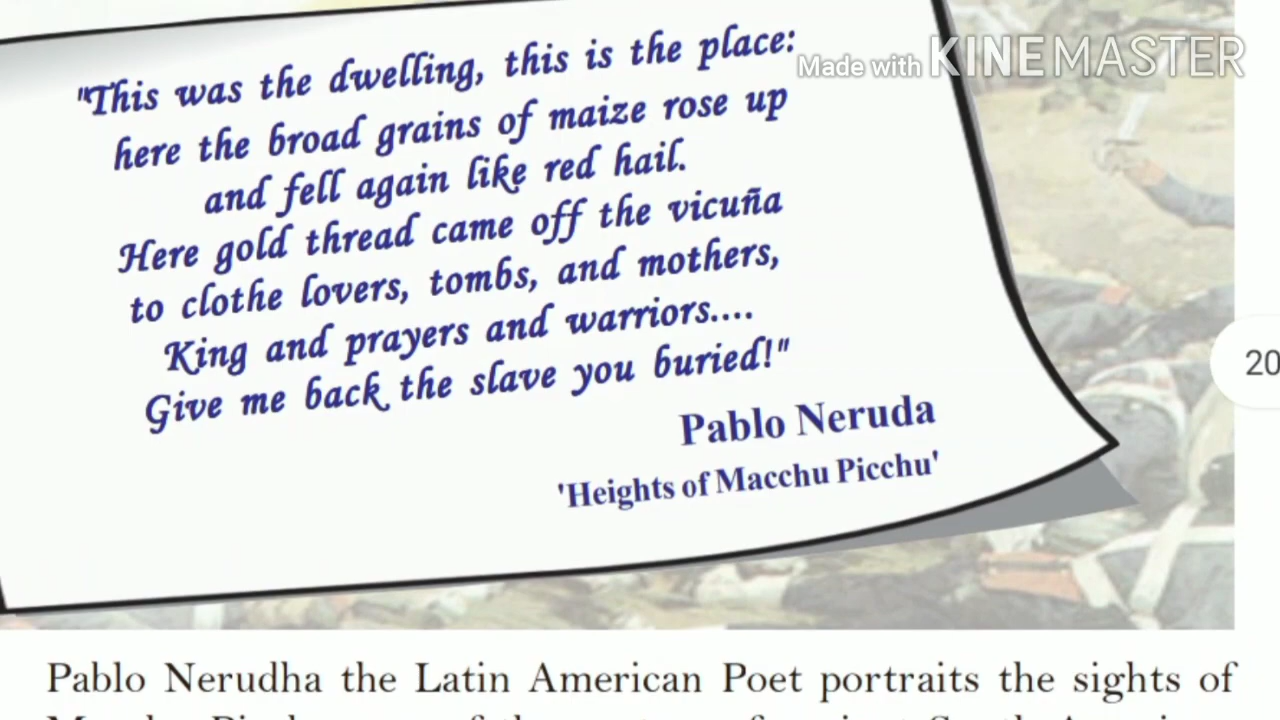 "This was the dwelling, this is the place:
Made with KINEMASTER
here the broad grains of maize rose up
and fell again like red hail.
Here gold thread came off the vicuña
to clothe lovers, tombs, and mothers,
King and prayers and warriors....
Give me back the slave you buried!"
20
Pablo Neruda
'Heights of Macchu Picchu'
Pablo Nerudha the Latin American Poet portraits the sights of